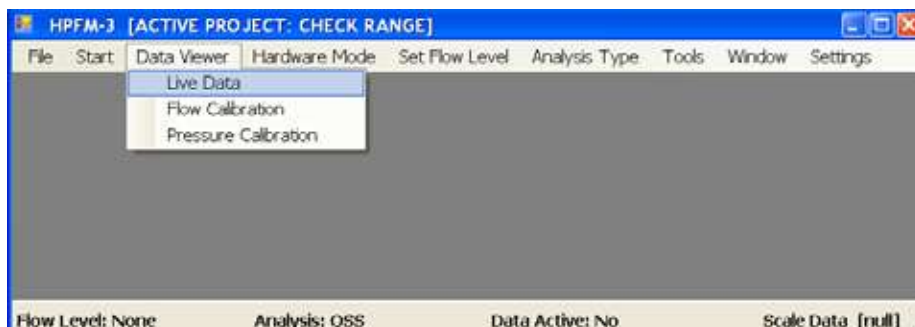 HPFM-3 [ACTIVE PROJECT: CHECK RANGE]
File Start Data Viewer Hardware Mode Set Flow Level Analysis Type Tools Window Settings
Live Data
Flow Calibration
Pressure Calibration
Flow Level: None Analysis: OSS Data Active: No Scale Data [null]